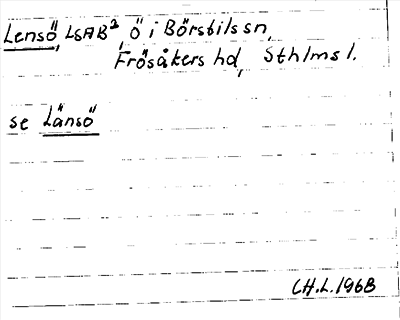 Lensö, LSAB², ö i Börstils sn,
Frösåkers hd, Sthlms l.
se Länsö
CH.L.1968